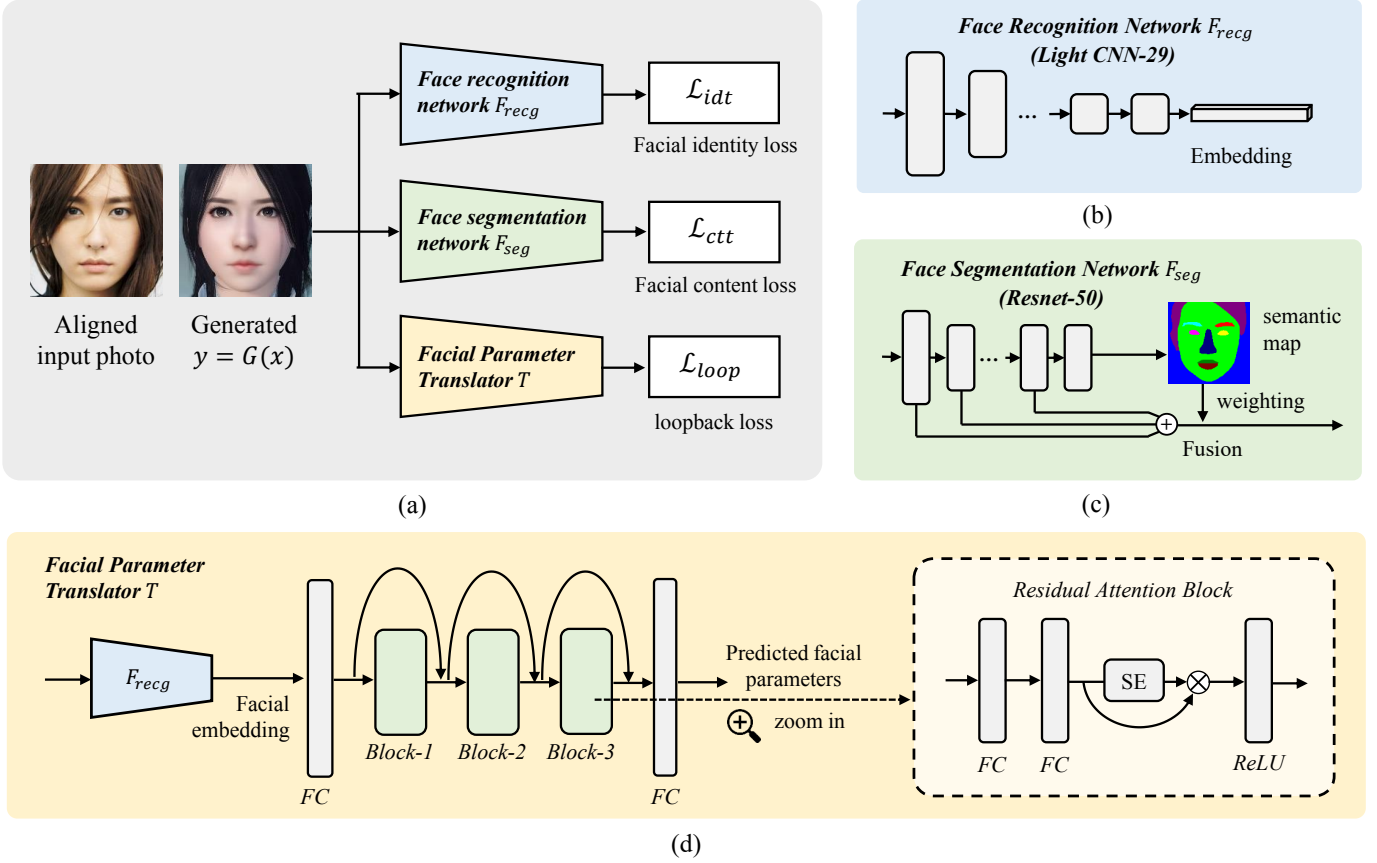 Face recognition
network F_recg
ℒ_idt
Facial identity loss
Face segmentation
network F_seg
ℒ_ctt
Facial content loss
Facial Parameter
Translator T
ℒ_loop
loopback loss
Aligned
input photo
Generated
y = G(x)
(a)
Face Recognition Network F_recg
(Light CNN-29)
...
Embedding
(b)
Face Segmentation Network F_seg
(Resnet-50)
...
semantic
map
weighting
+
Fusion
(c)
Facial Parameter
Translator T
F_recg
Facial
embedding
FC
Block-1
Block-2
Block-3
FC
Predicted facial
parameters
zoom in
Residual Attention Block
SE
FC
FC
ReLU
(d)